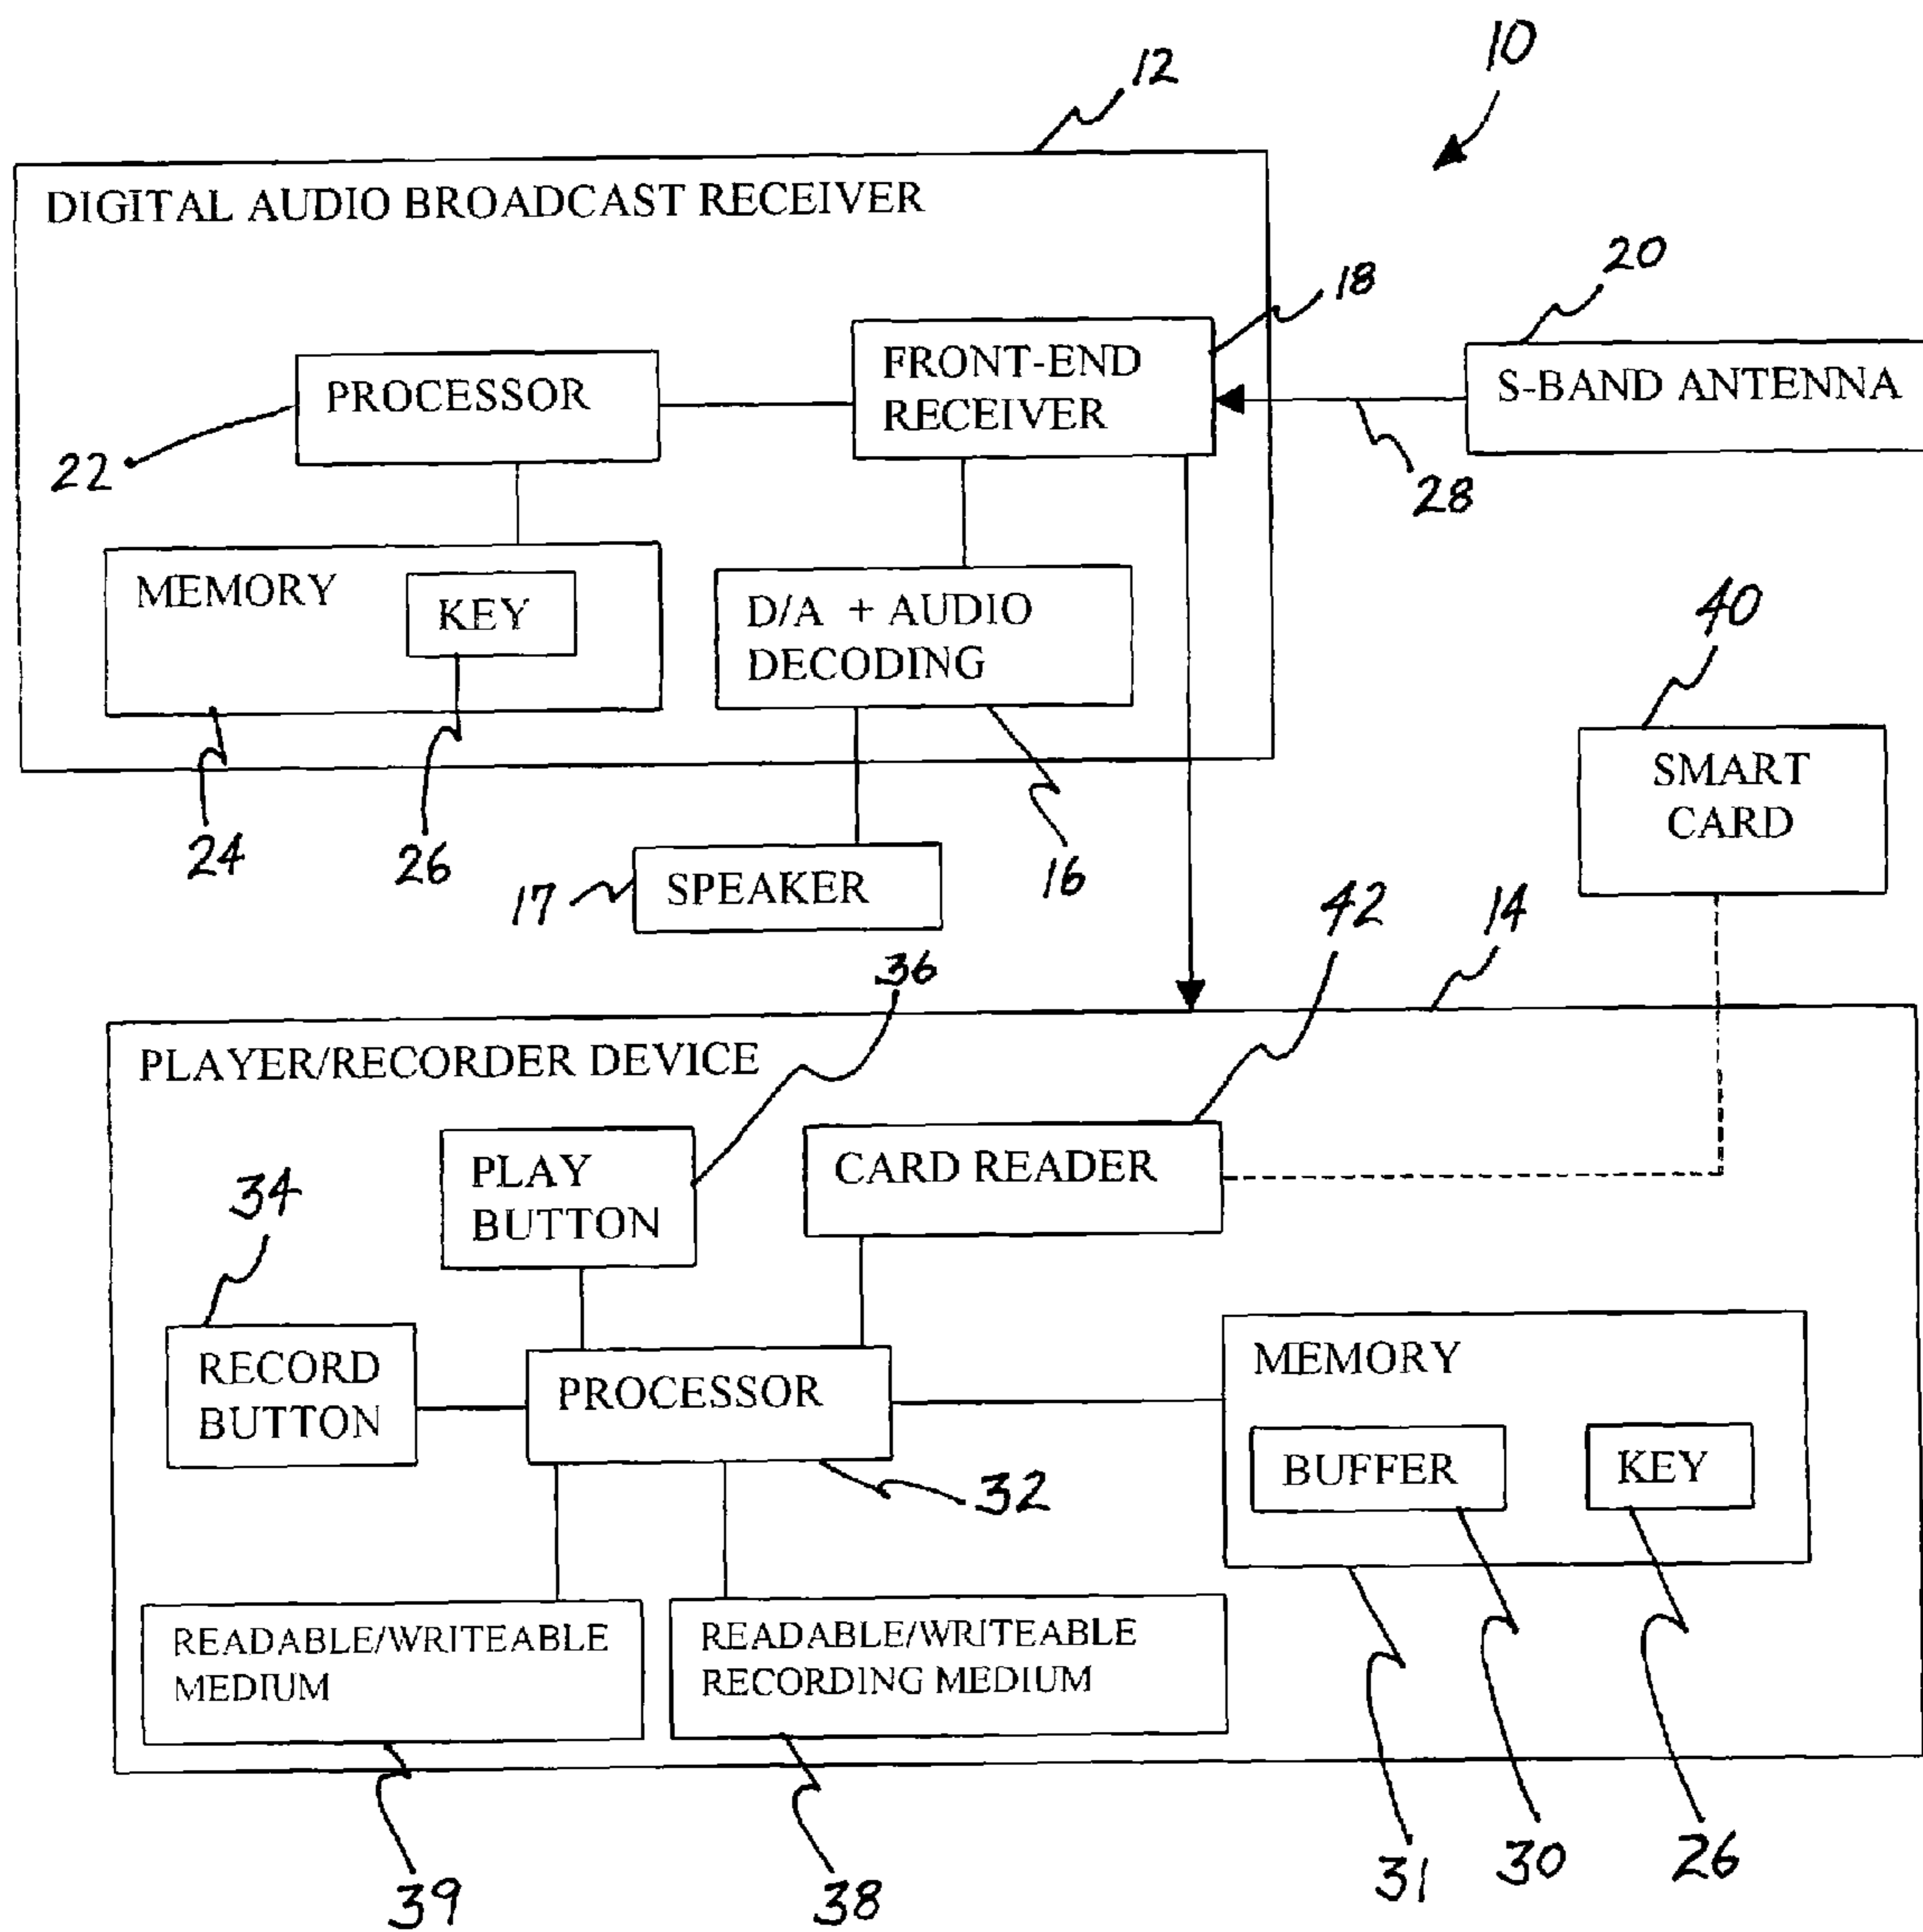 10
12
DIGITAL AUDIO BROADCAST RECEIVER
20
18
FRONT-END
RECEIVER
S-BAND ANTENNA
PROCESSOR
22
28
MEMORY
KEY
D/A + AUDIO
DECODING
40
SMART
CARD
24
26
16
17
SPEAKER
42
14
36
PLAYER/RECORDER DEVICE
PLAY
BUTTON
CARD READER
34
RECORD
BUTTON
PROCESSOR
MEMORY
BUFFER
KEY
32
READABLE/WRITEABLE
MEDIUM
READABLE/WRITEABLE
RECORDING MEDIUM
39
38
31
30
26